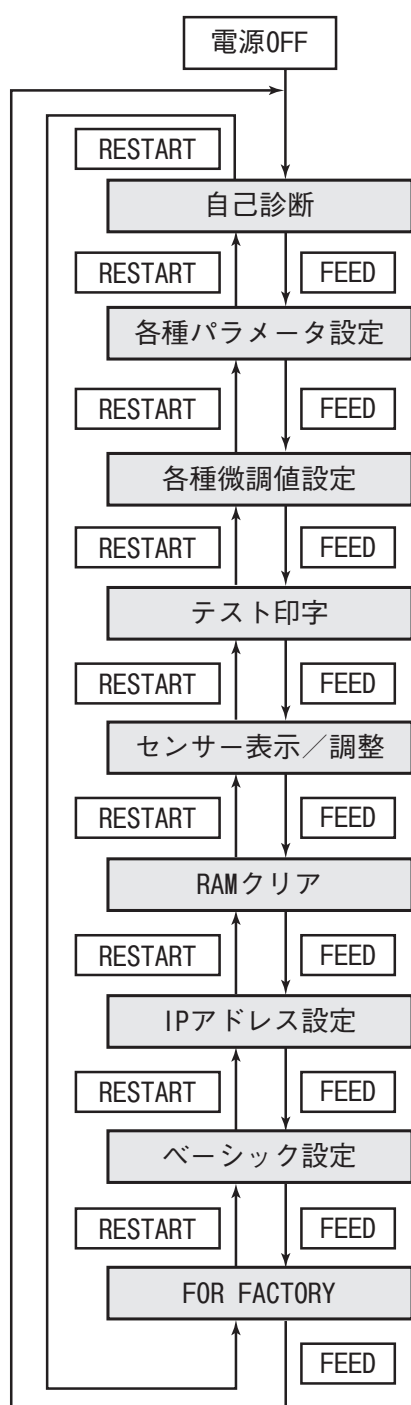 電源OFF
RESTART
自己診断
RESTART
FEED
各種パラメータ設定
RESTART
FEED
各種微調値設定
RESTART
FEED
テスト印字
RESTART
FEED
センサー表示／調整
RESTART
FEED
RAMクリア
RESTART
FEED
IPアドレス設定
RESTART
FEED
ベーシック設定
RESTART
FEED
FOR FACTORY
FEED